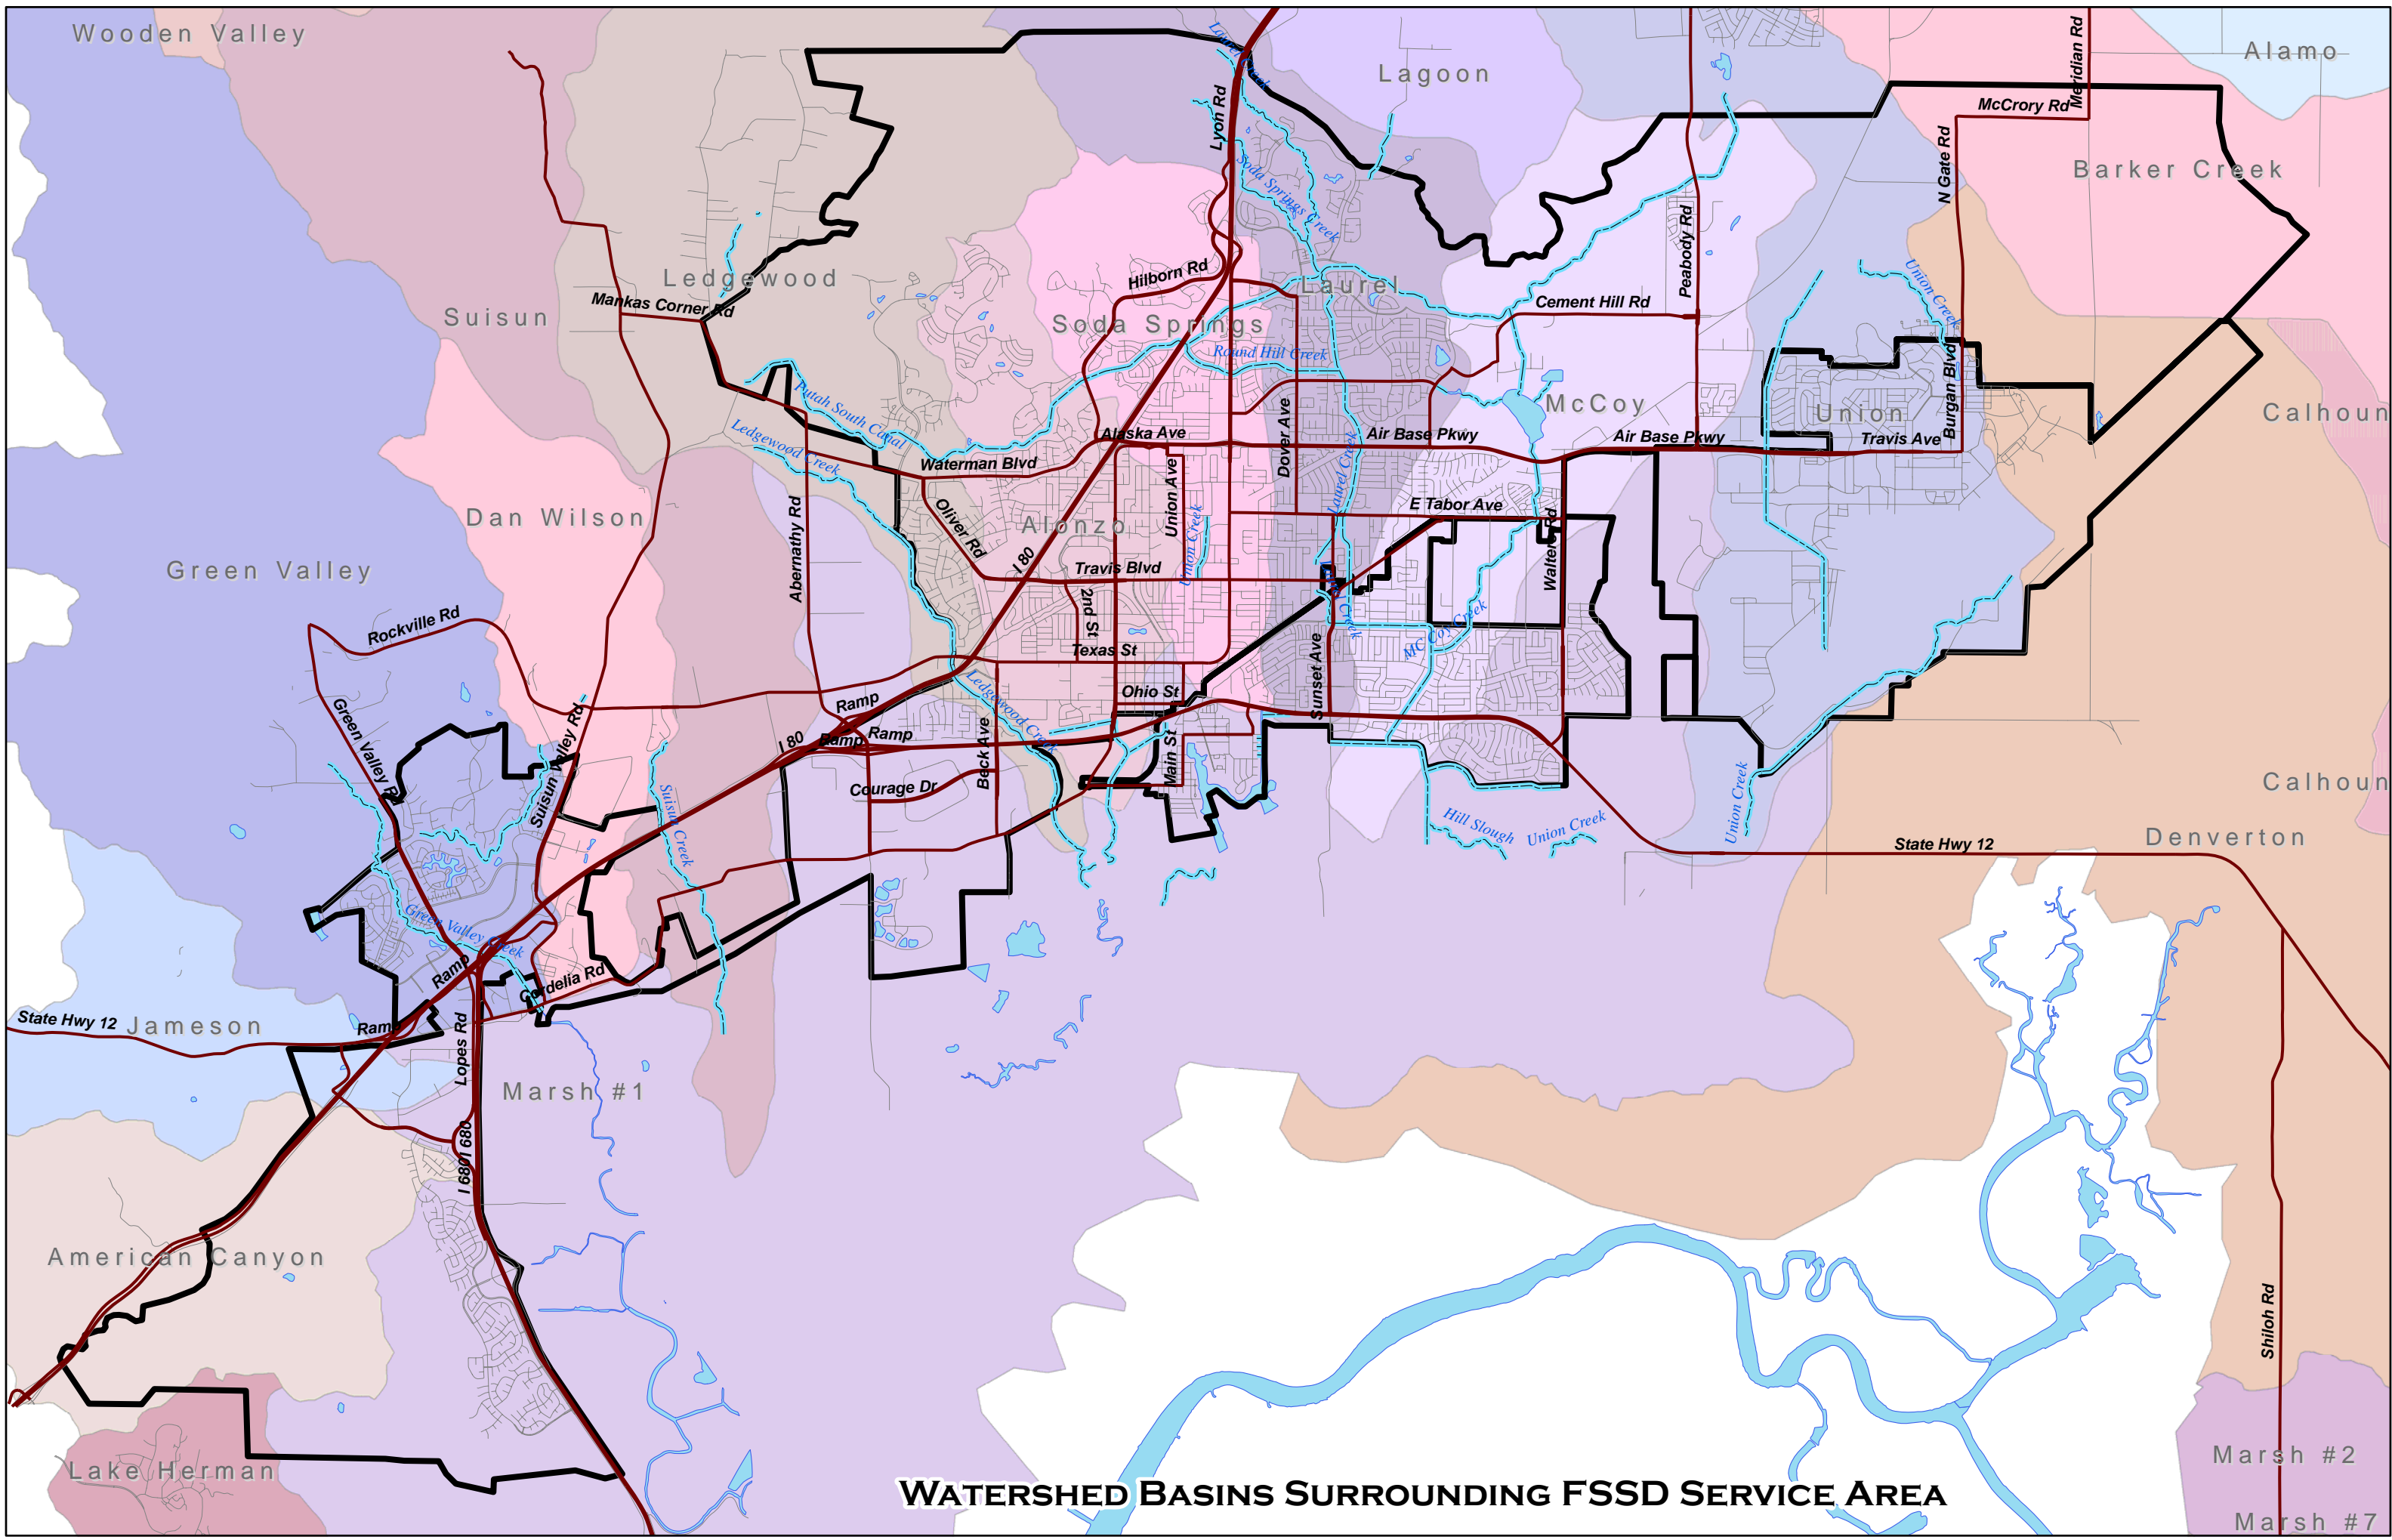 Wooden Valley
Lagoon
Alamo
Meridian Rd
McCrory Rd
Laurel Creek
Lyon Rd
N Gate Rd
Barker Creek
Soda Springs Creek
Peabody Rd
Ledgewood
Hilborn Rd
Laurel
Union Creek
Mankas Corner Rd
Cement Hill Rd
Suisun
Soda Springs
Round Hill Creek
Putah South Canal
McCoy
Union
Burgan Blvd
Calhoun
Dover Ave
Alaska Ave
Air Base Pkwy
Air Base Pkwy
Travis Ave
Ledgewood Creek
Waterman Blvd
Laurel Creek
Union Ave
Dan Wilson
Oliver Rd
Alonzo
E Tabor Ave
Walters Rd
Abernathy Rd
I 80
Union Creek
Green Valley
Travis Blvd
2nd St
Laurel Creek
MC Coy Creek
Rockville Rd
Texas St
Sunset Ave
Ledgewood Creek
Ohio St
Ramp
Green Valley Rd
Suisun Valley Rd
I 80
Ramp
Ramp
Beck Ave
Main St
Courage Dr
Calhoun
Union Creek
Suisun Creek
Hill Slough
Union Creek
State Hwy 12
Denverton
Green Valley Creek
Ramp
Cordelia Rd
State Hwy 12
Jameson
Ramp
Lopes Rd
Marsh #1
I 680
I 680
American Canyon
Shiloh Rd
Lake Herman
Marsh #2
Watershed Basins Surrounding FSSD Service Area
Marsh #7